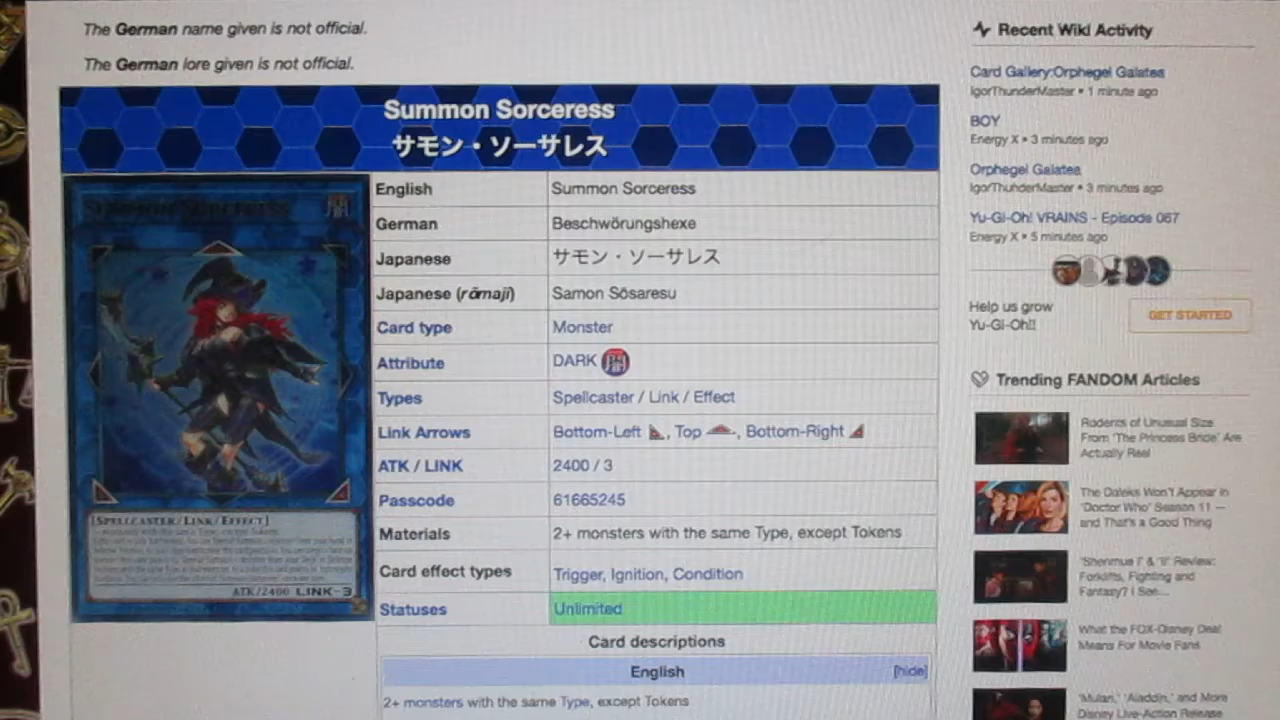 The German name given is not official.
The German lore given is not official.
Summon Sorceress
サモン・ソーサレス
Summon Sorceress
闇
[SPELLCASTER/LINK/EFFECT]
ATK/2400 LINK-3
English Summon Sorceress
German Beschwörungshexe
Japanese サモン・ソーサレス
Japanese (rōmaji) Samon Sōsaresu
Card type Monster
Attribute DARK 闇
Types Spellcaster / Link / Effect
Link Arrows Bottom-Left , Top , Bottom-Right
ATK / LINK 2400 / 3
Passcode 61665245
Materials 2+ monsters with the same Type, except Tokens
Card effect types Trigger, Ignition, Condition
Statuses Unlimited
Card descriptions
English [hide]
2+ monsters with the same Type, except Tokens
Recent Wiki Activity
Card Gallery:Orphegel Galatea
IgorThunderMaster • 1 minute ago
BOY
Energy X • 3 minutes ago
Orphegel Galatea
IgorThunderMaster • 3 minutes ago
Yu-Gi-Oh! VRAINS - Episode 067
Energy X • 5 minutes ago
Help us grow
Yu-Gi-Oh!!
GET STARTED
Trending FANDOM Articles
Rodents of Unusual Size
From 'The Princess Bride' Are
Actually Real
The Daleks Won't Appear in
'Doctor Who' Season 11 —
and That's a Good Thing
'Shenmue I' & 'II' Review:
Forklifts, Fighting and
Fantasy? I See...
What the FOX-Disney Deal
Means For Movie Fans
'Mulan,' 'Aladdin,' and More
Disney Live-Action Release